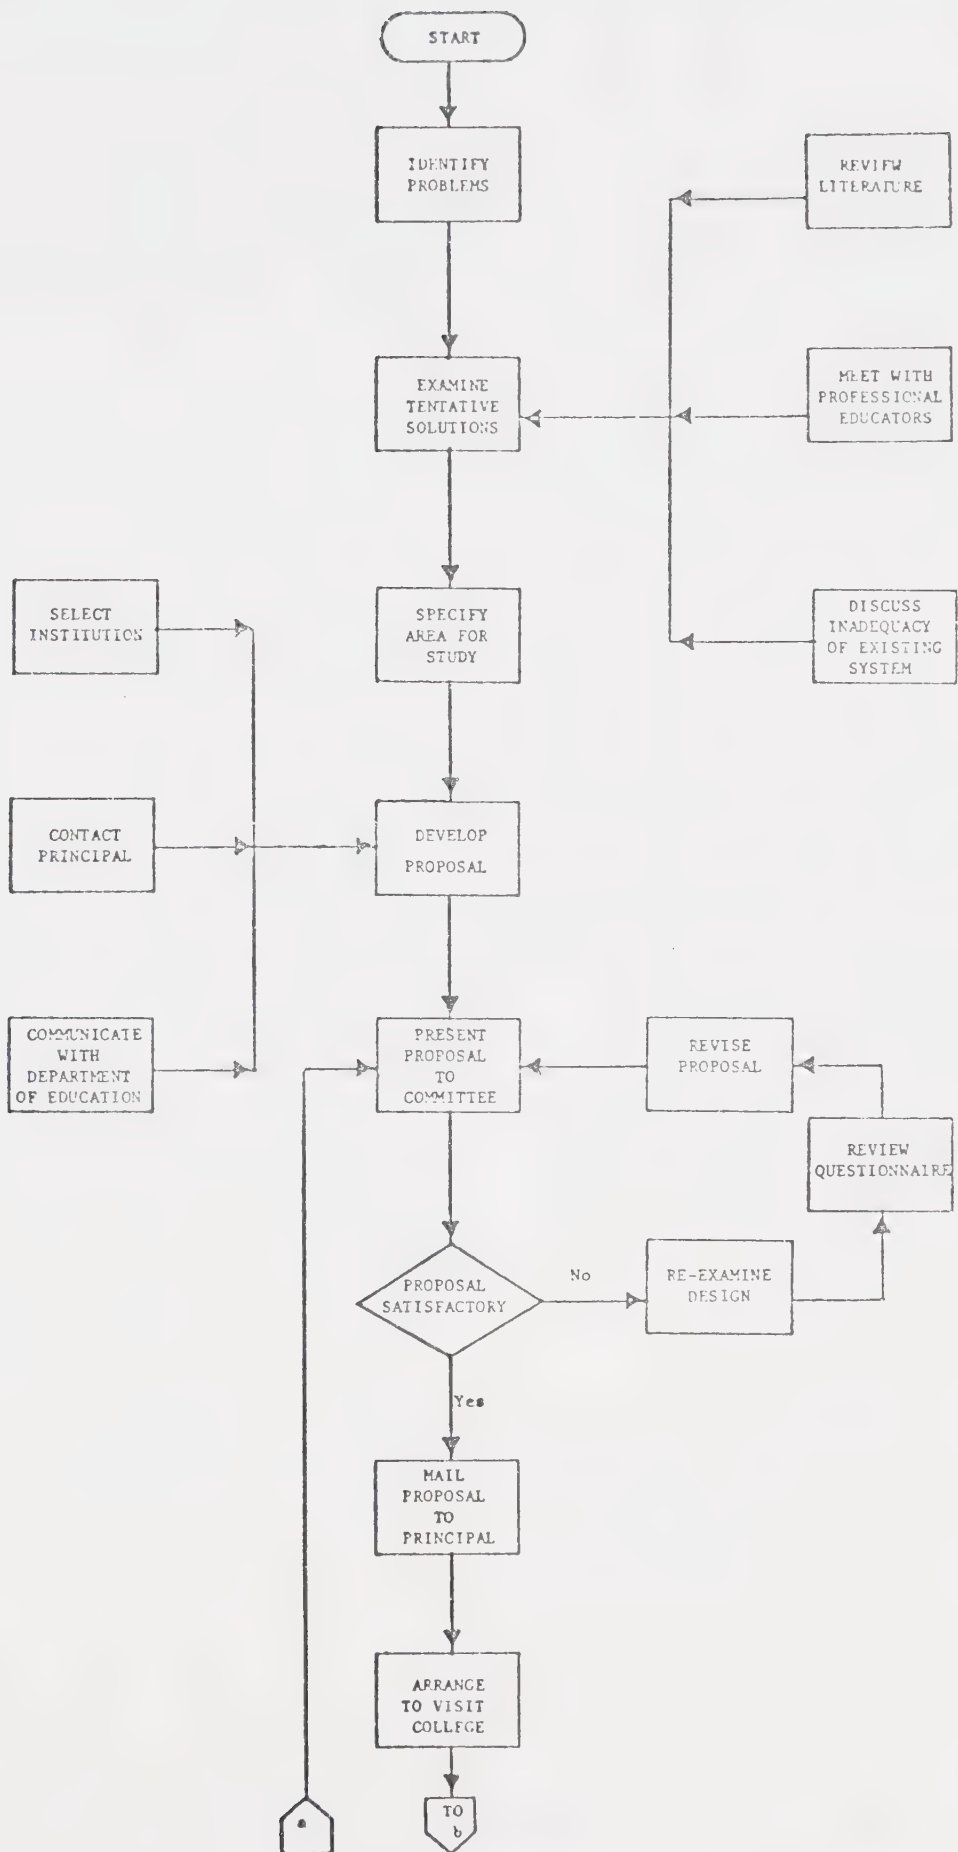 START
IDENTIFY
PROBLEMS
REVIEW
LITERATURE
EXAMINE
TENTATIVE
SOLUTIONS
MEET WITH
PROFESSIONAL
EDUCATORS
SELECT
INSTITUTION
SPECIFY
AREA FOR
STUDY
DISCUSS
INADEQUACY
OF EXISTING
SYSTEM
CONTACT
PRINCIPAL
DEVELOP
PROPOSAL
COMMUNICATE
WITH
DEPARTMENT
OF EDUCATION
PRESENT
PROPOSAL
TO
COMMITTEE
REVISE
PROPOSAL
REVIEW
QUESTIONNAIRE
PROPOSAL
SATISFACTORY
No
RE-EXAMINE
DESIGN
Yes
MAIL
PROPOSAL
TO
PRINCIPAL
ARRANGE
TO VISIT
COLLEGE
a
TO
b